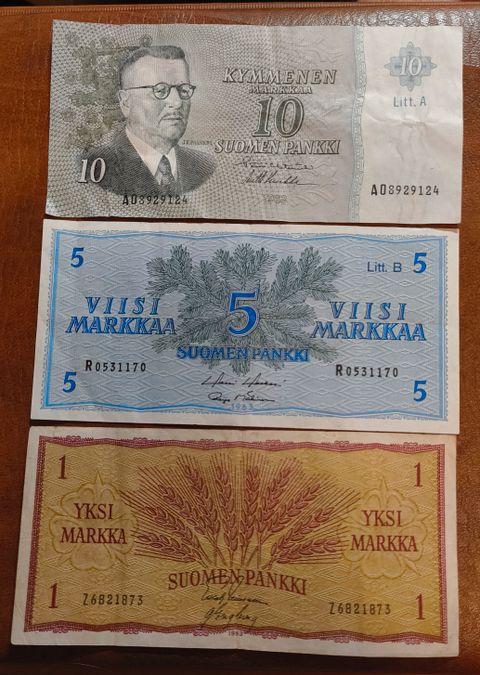 KYMMENEN
MARKKAA
10
SUOMEN PANKKI
10
Litt. A
10
A08929124
A08929124
1963
5
Litt. B 5
VIISI
MARKKAA
5
VIISI
MARKKAA
SUOMEN PANKKI
R0531170
R0531170
5
5
1963
1
1
YKSI
MARKKA
YKSI
MARKKA
SUOMEN PANKKI
1
1
Z6821873
Z6821873
1963